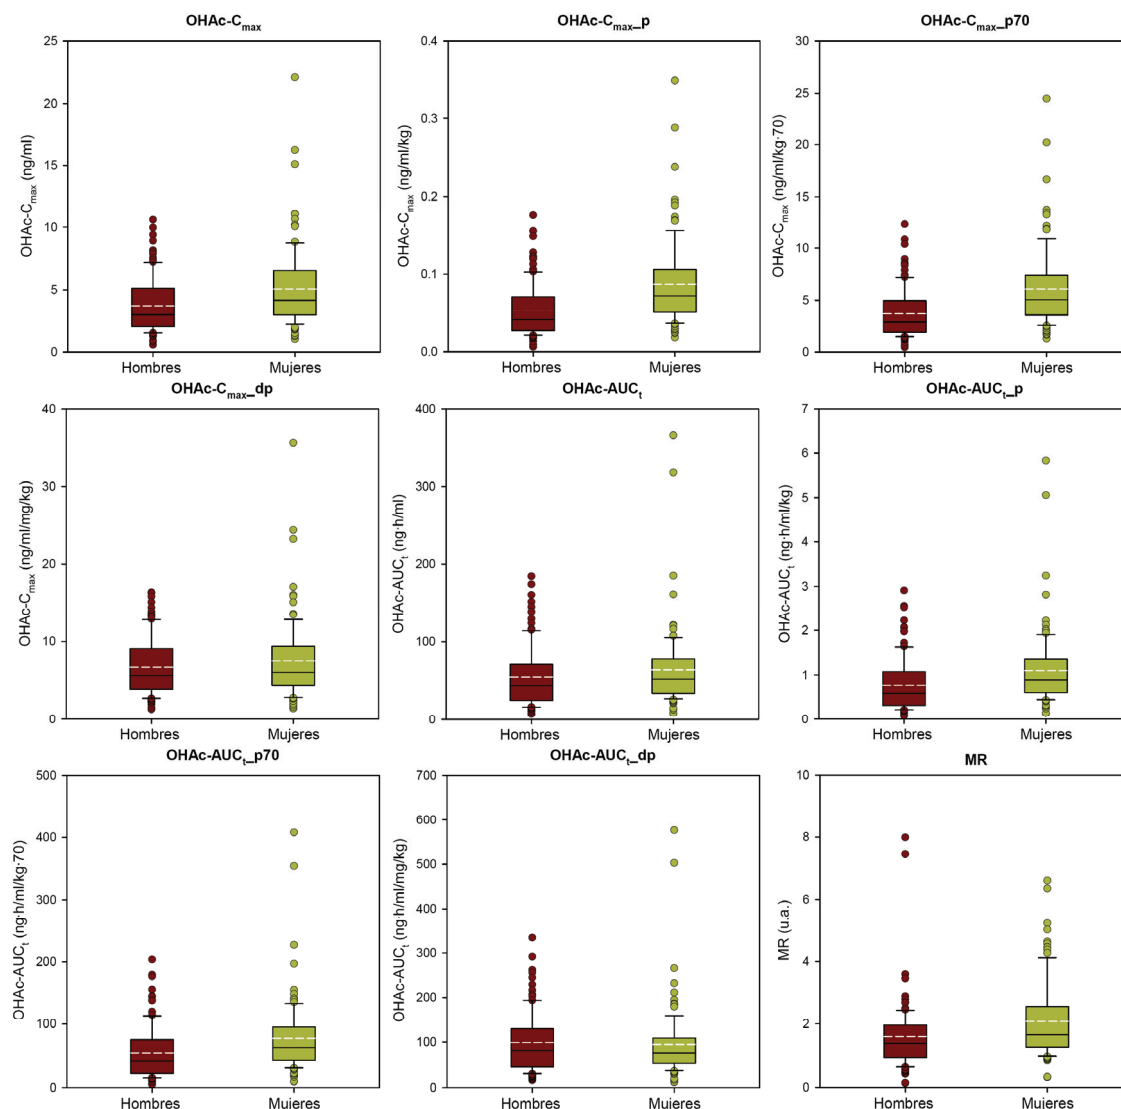 OHAc-Cmax
OHAc-Cmax (ng/ml)
25
20
15
10
5
0
Hombres Mujeres
OHAc-Cmax_p
OHAc-Cmax (ng/ml/kg)
0.4
0.3
0.2
0.1
0.0
Hombres Mujeres
OHAc-Cmax_p70
OHAc-Cmax (ng/ml/kg·70)
30
25
20
15
10
5
0
Hombres Mujeres
OHAc-Cmax_dp
OHAc-Cmax (ng/ml/mg/kg)
40
30
20
10
0
Hombres Mujeres
OHAc-AUCt
OHAc-AUCt (ng·h/ml)
400
300
200
100
0
Hombres Mujeres
OHAc-AUCt_p
OHAc-AUCt (ng·h/ml/kg)
7
6
5
4
3
2
1
0
Hombres Mujeres
OHAc-AUCt_p70
OHAc-AUCt (ng·h/ml/kg·70)
500
400
300
200
100
0
Hombres Mujeres
OHAc-AUCt_dp
OHAc-AUCt (ng·h/ml/mg/kg)
700
600
500
400
300
200
100
0
Hombres Mujeres
MR
MR (u.a.)
10
8
6
4
2
0
Hombres Mujeres